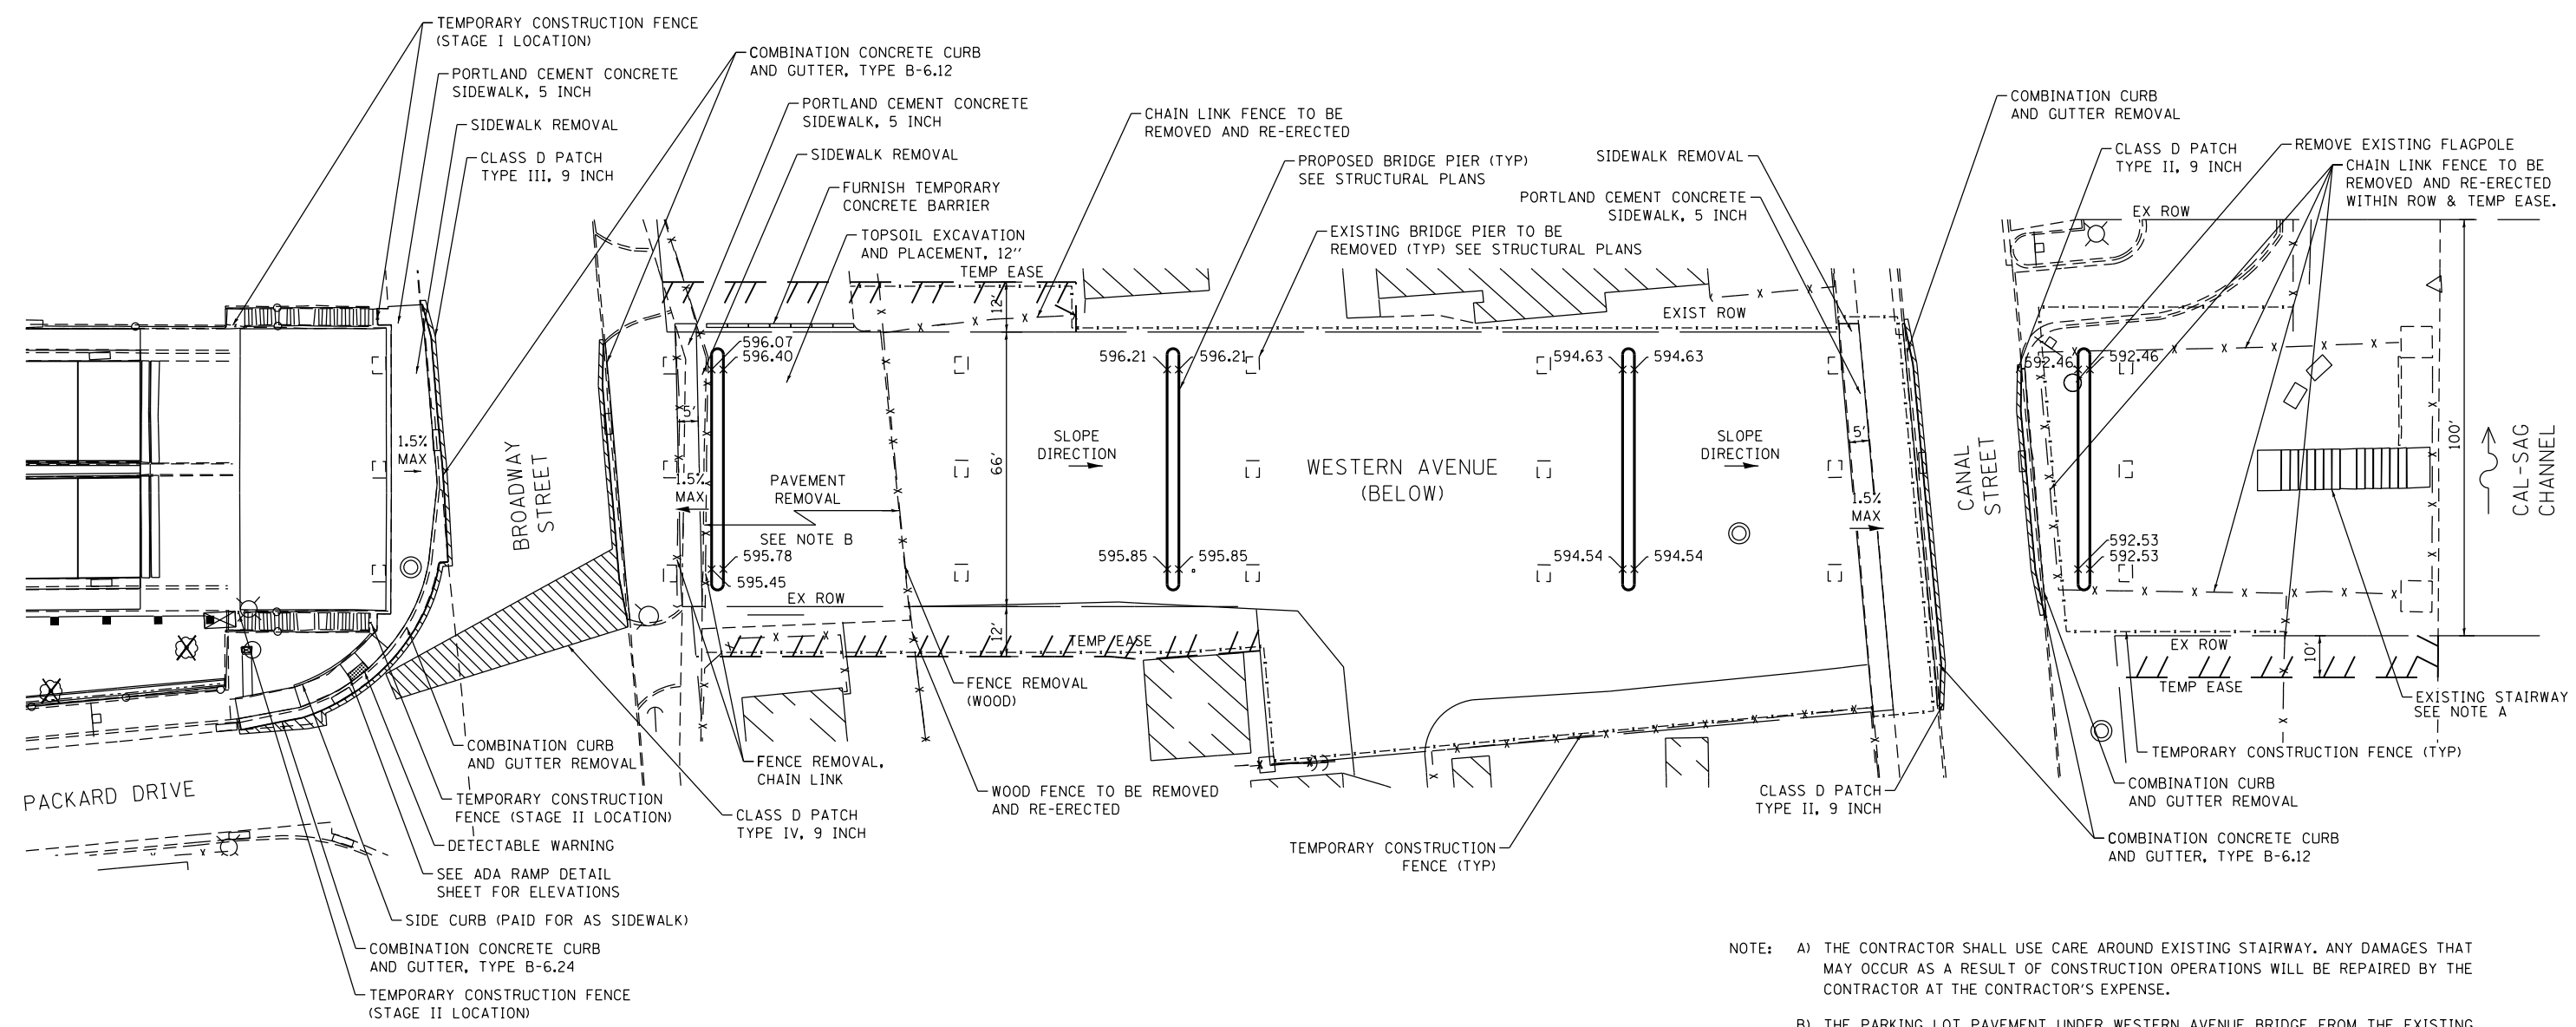 TEMPORARY CONSTRUCTION FENCE
(STAGE I LOCATION)
PORTLAND CEMENT CONCRETE
SIDEWALK, 5 INCH
SIDEWALK REMOVAL
CLASS D PATCH
TYPE III, 9 INCH
COMBINATION CONCRETE CURB
AND GUTTER, TYPE B-6.12
PORTLAND CEMENT CONCRETE
SIDEWALK, 5 INCH
SIDEWALK REMOVAL
FURNISH TEMPORARY
CONCRETE BARRIER
TOPSOIL EXCAVATION
AND PLACEMENT, 12''
TEMP EASE
CHAIN LINK FENCE TO BE
REMOVED AND RE-ERECTED
PROPOSED BRIDGE PIER (TYP)
SEE STRUCTURAL PLANS
EXISTING BRIDGE PIER TO BE
REMOVED (TYP) SEE STRUCTURAL PLANS
SIDEWALK REMOVAL
PORTLAND CEMENT CONCRETE
SIDEWALK, 5 INCH
COMBINATION CURB
AND GUTTER REMOVAL
CLASS D PATCH
TYPE II, 9 INCH
REMOVE EXISTING FLAGPOLE
CHAIN LINK FENCE TO BE
REMOVED AND RE-ERECTED
WITHIN ROW & TEMP EASE.
EX ROW
EXIST ROW
12'
596.07
596.40
596.21
596.21
594.63
594.63
592.46
592.46
5'
1.5%
MAX
BROADWAY
STREET
1.5%
MAX
PAVEMENT
REMOVAL
SEE NOTE B
66'
SLOPE
DIRECTION
WESTERN AVENUE
(BELOW)
SLOPE
DIRECTION
5'
1.5%
MAX
CANAL
STREET
100'
CAL-SAG
CHANNEL
595.78
595.45
595.85
595.85
594.54
594.54
592.53
592.53
EX ROW
12'
TEMP EASE
EX ROW
10'
TEMP EASE
FENCE REMOVAL
(WOOD)
EXISTING STAIRWAY
SEE NOTE A
COMBINATION CURB
AND GUTTER REMOVAL
FENCE REMOVAL,
CHAIN LINK
TEMPORARY CONSTRUCTION FENCE (TYP)
PACKARD DRIVE
TEMPORARY CONSTRUCTION
FENCE (STAGE II LOCATION)
CLASS D PATCH
TYPE IV, 9 INCH
WOOD FENCE TO BE REMOVED
AND RE-ERECTED
CLASS D PATCH
TYPE II, 9 INCH
COMBINATION CURB
AND GUTTER REMOVAL
DETECTABLE WARNING
TEMPORARY CONSTRUCTION
FENCE (TYP)
COMBINATION CONCRETE CURB
AND GUTTER, TYPE B-6.12
SEE ADA RAMP DETAIL
SHEET FOR ELEVATIONS
SIDE CURB (PAID FOR AS SIDEWALK)
COMBINATION CONCRETE CURB
AND GUTTER, TYPE B-6.24
TEMPORARY CONSTRUCTION FENCE
(STAGE II LOCATION)
NOTE: A) THE CONTRACTOR SHALL USE CARE AROUND EXISTING STAIRWAY. ANY DAMAGES THAT
MAY OCCUR AS A RESULT OF CONSTRUCTION OPERATIONS WILL BE REPAIRED BY THE
CONTRACTOR AT THE CONTRACTOR'S EXPENSE.
B) THE PARKING LOT PAVEMENT UNDER WESTERN AVENUE BRIDGE FROM THE EXISTING